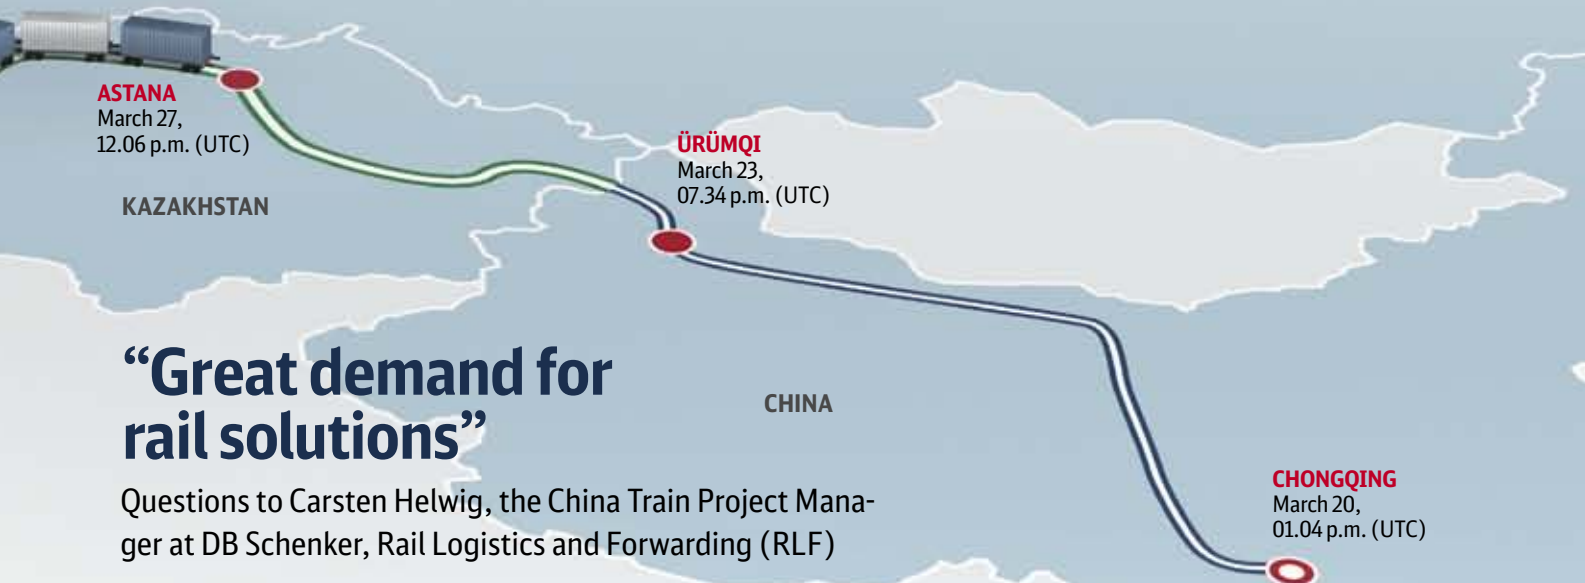 ASTANA
March 27,
12.06 p.m. (UTC)
KAZAKHSTAN
ÜRÜMQI
March 23,
07.34 p.m. (UTC)
“Great demand for
rail solutions”
CHINA
Questions to Carsten Helwig, the China Train Project Mana-
ger at DB Schenker, Rail Logistics and Forwarding (RLF)
CHONGQING
March 20,
01.04 p.m. (UTC)